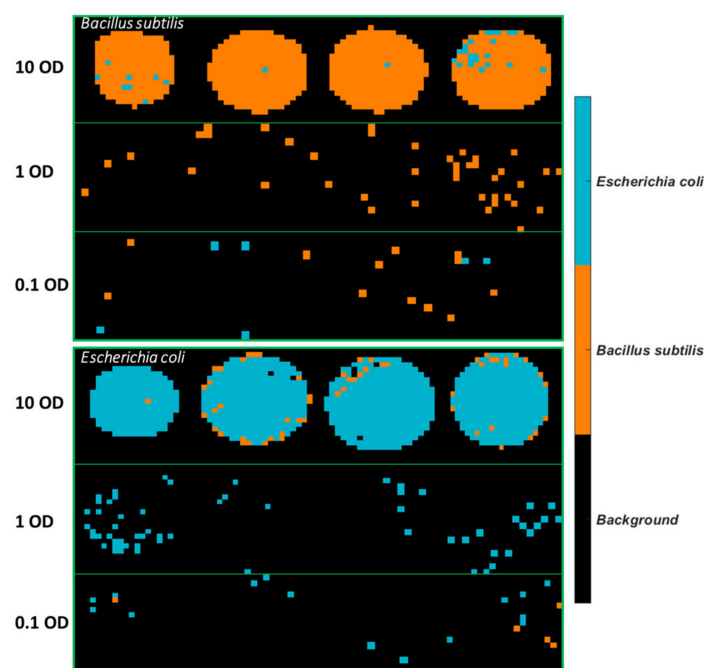 Bacillus subtilis
10 OD
1 OD
0.1 OD
Escherichia coli
10 OD
1 OD
0.1 OD
Escherichia coli
Bacillus subtilis
Background